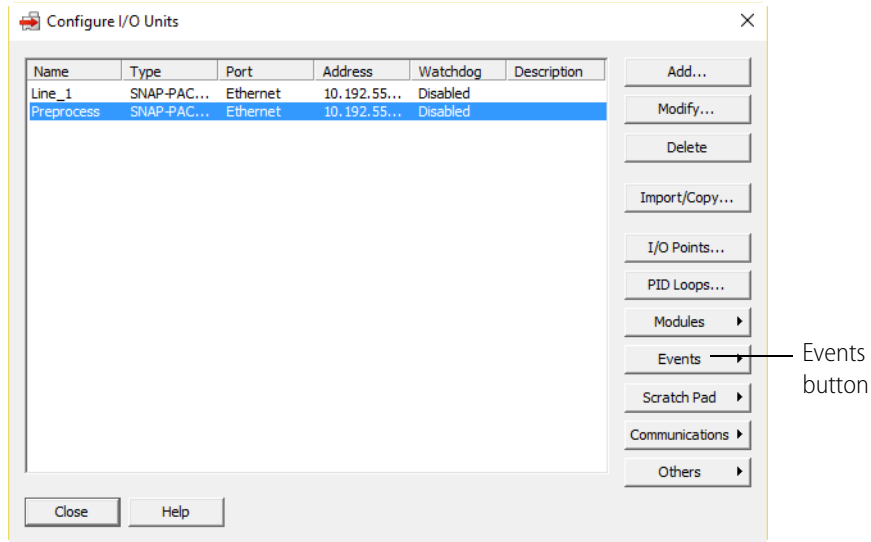 Configure I/O Units
Name Type Port Address Watchdog Description
Line_1 SNAP-PAC... Ethernet 10.192.55... Disabled
Preprocess SNAP-PAC... Ethernet 10.192.55... Disabled
Add...
Modify...
Delete
Import/Copy...
I/O Points...
PID Loops...
Modules
Events
Scratch Pad
Communications
Others
Events
button
Close Help